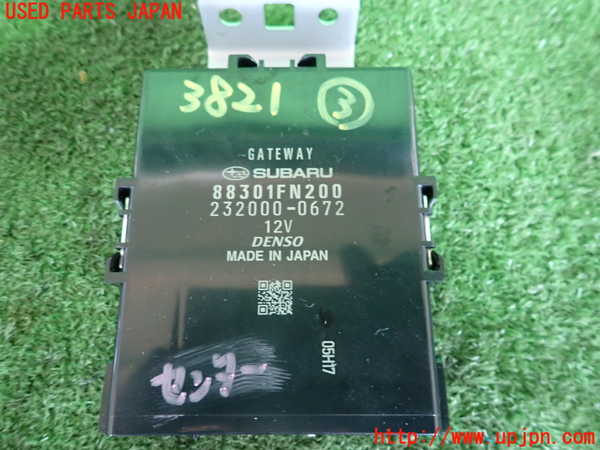 USED PARTS JAPAN
3821 ③
GATEWAY
SUBARU
88301FN200
232000-0672
12V
DENSO
MADE IN JAPAN
05H17
センター
http://www.upjpn.com